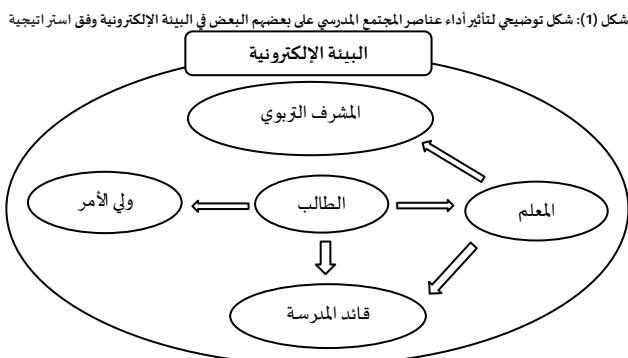 شكل (1): شكل توضيحي لتأثير أداء عناصر المجتمع المدرسي على بعضهم البعض في البيئة الإلكترونية وفق استراتيجية
البيئة الإلكترونية
المشرف التربوي
ولي الأمر
الطالب
المعلم
قائد المدرسة